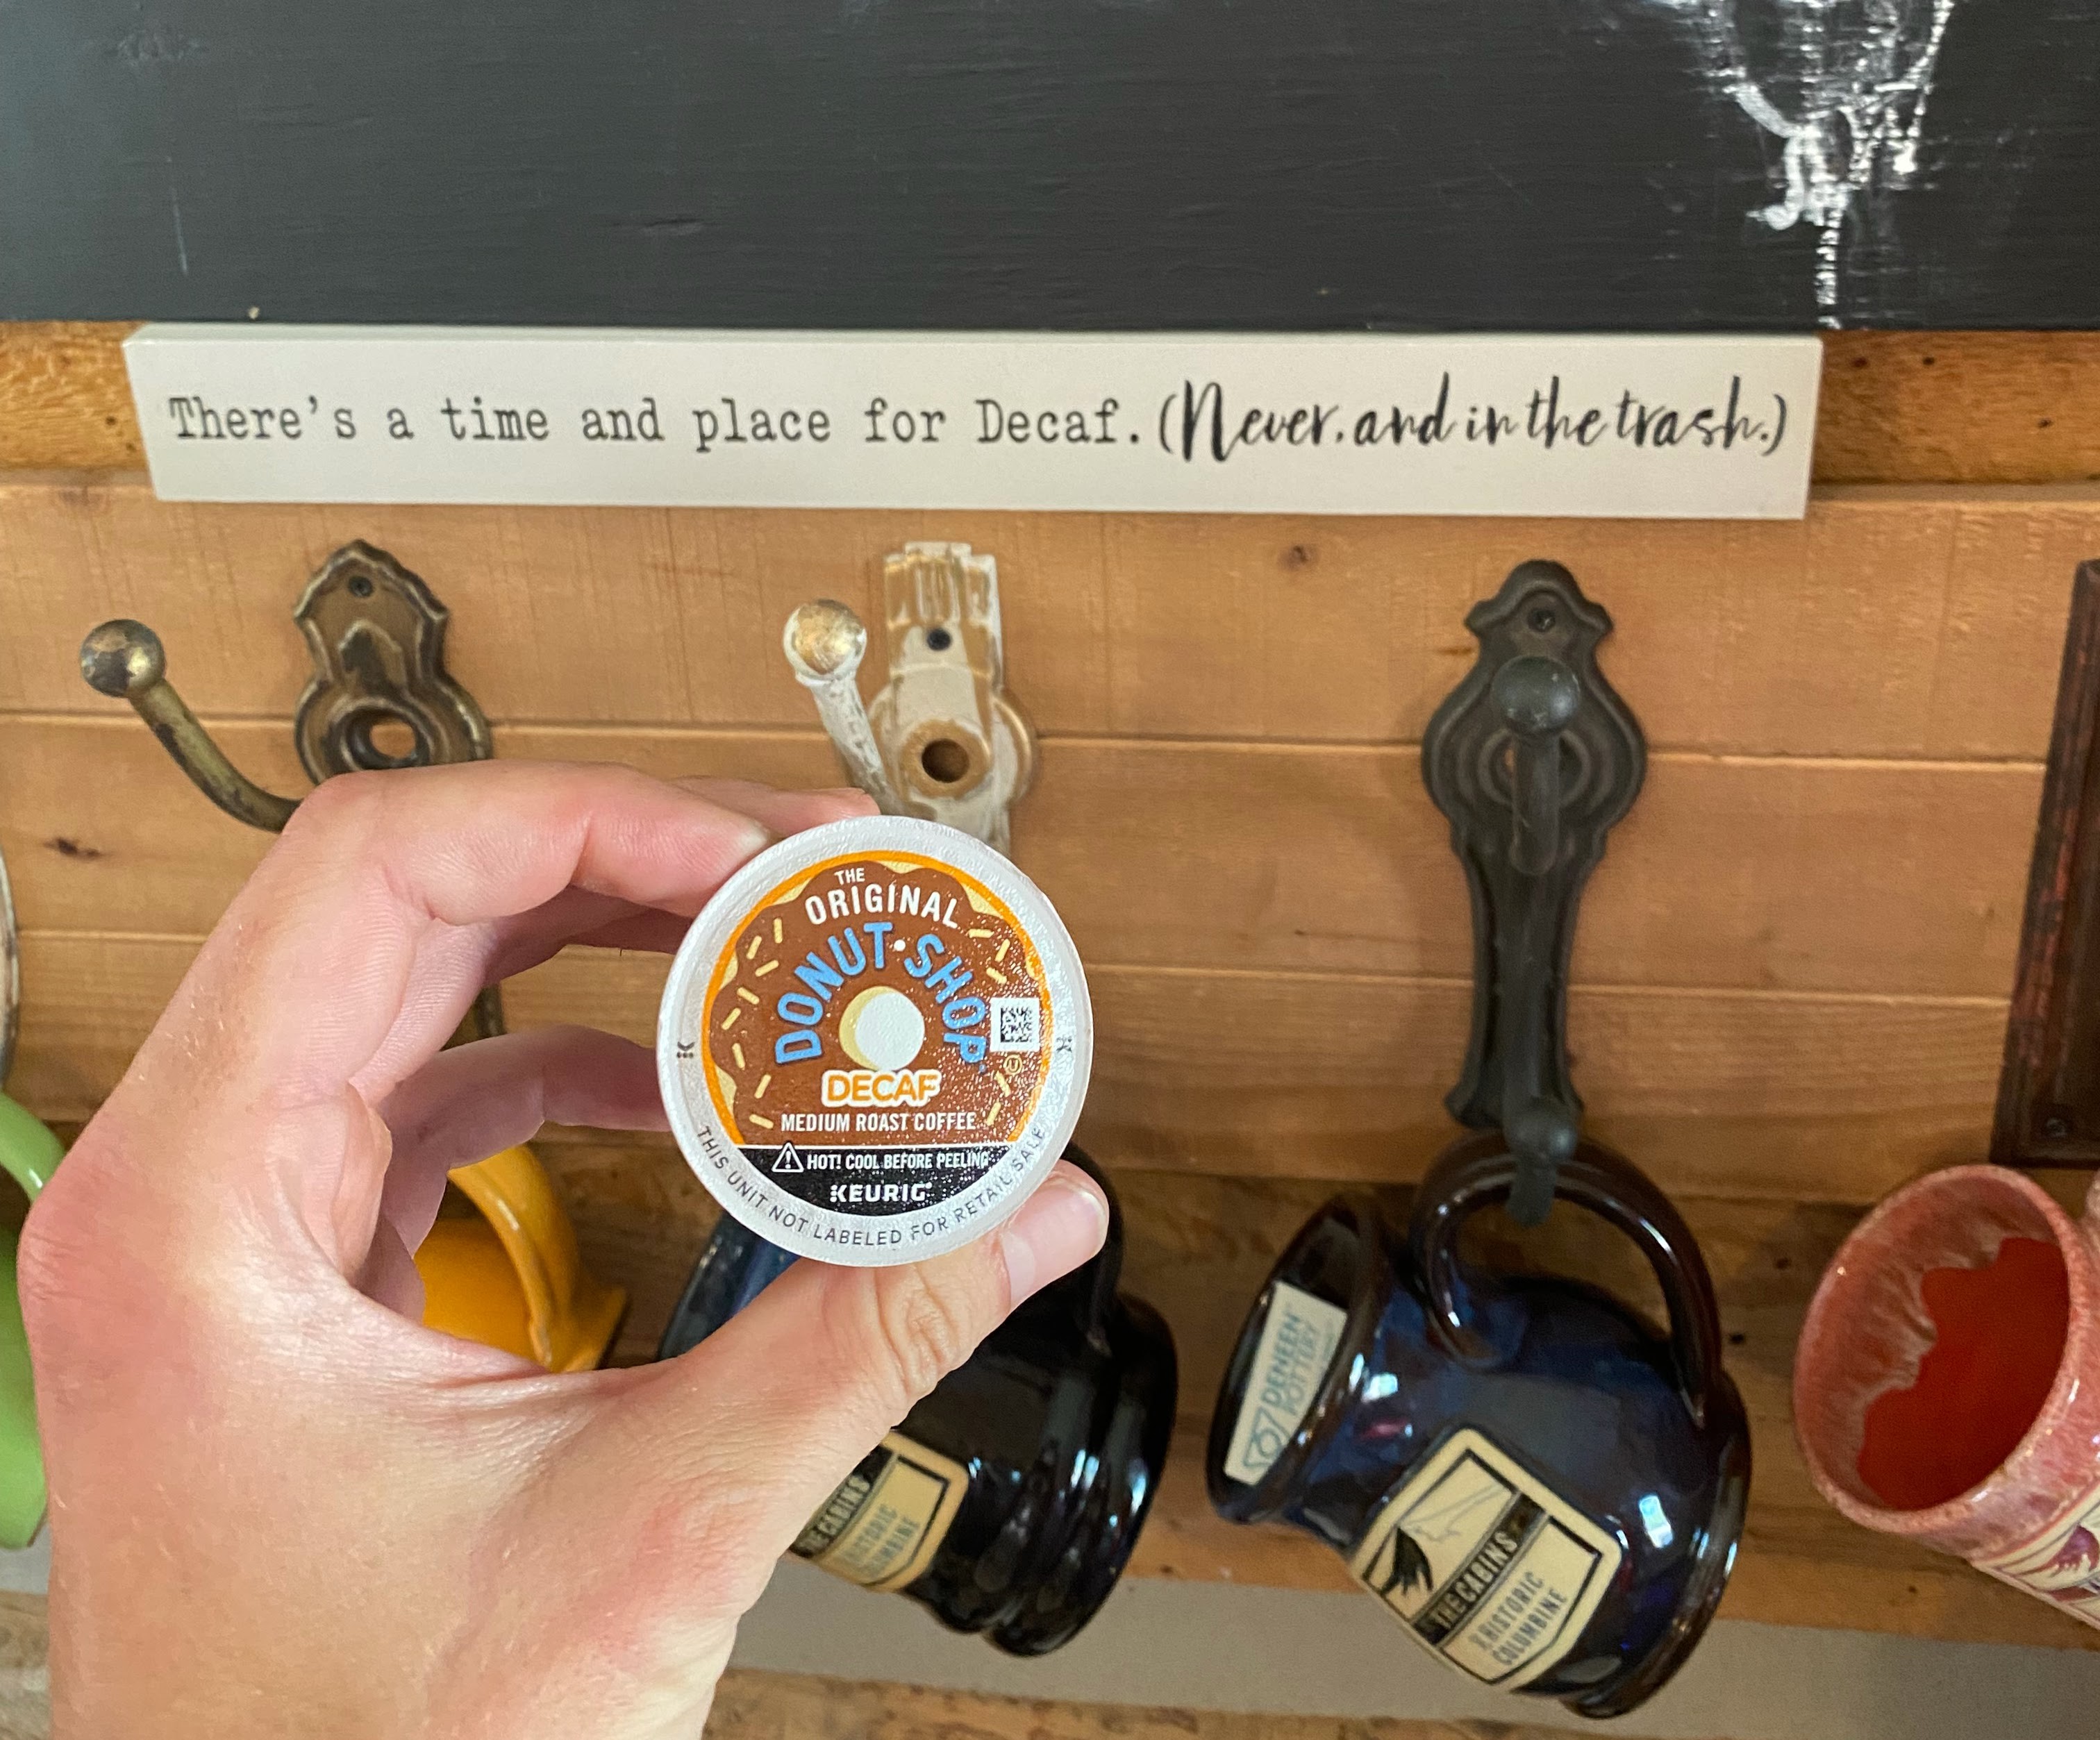 There's a time and place for Decaf. (Never, and in the trash.)
THE
ORIGINAL
DONUT·SHOP
DECAF
MEDIUM ROAST COFFEE
HOT! COOL BEFORE PEELING
KEURIG
THIS UNIT NOT LABELED FOR RETAIL SALE
DENEEN
POTTERY
THE CABINS
HISTORIC
COLUMBINE
THE CABINS
HISTORIC
COLUMBINE